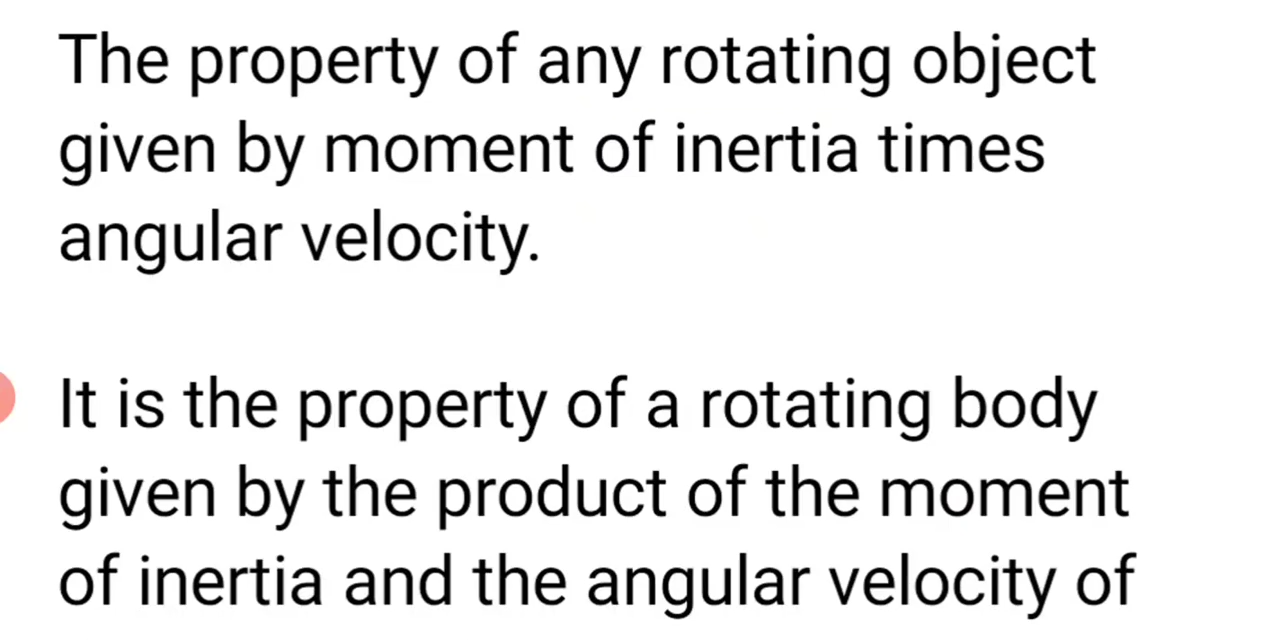 The property of any rotating object
given by moment of inertia times
angular velocity.
It is the property of a rotating body
given by the product of the moment
of inertia and the angular velocity of